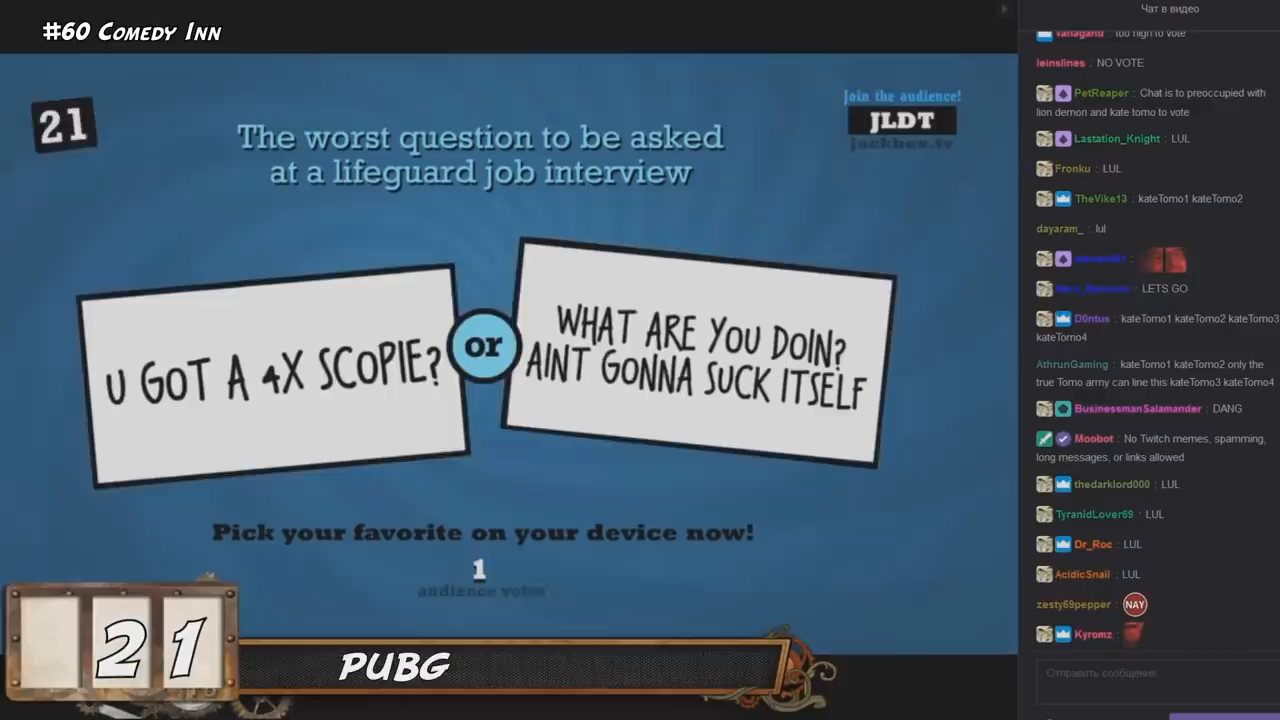 #60 Comedy Inn
21
The worst question to be asked
at a lifeguard job interview
Join the audience!
JLDT
jackbox.tv
U GOT A 4X SCOPIE?
or
WHAT ARE YOU DOIN?
AINT GONNA SUCK ITSELF
Pick your favorite on your device now!
1
audience votes
21
PUBG
Чат в видео
too high to vote
leinslines : NO VOTE
PetReaper : Chat is to preoccupied with
lion demon and kate tomo to vote
Lastation_Knight : LUL
Fronku : LUL
TheVike13 : kateTomo1 kateTomo2
dayaram_ : lul
LETS GO
D0ntus : kateTomo1 kateTomo2 kateTomo3
kateTomo4
AthrunGaming : kateTomo1 kateTomo2 only the
true Tomo army can line this kateTomo3 kateTomo4
BusinessmanSalamander : DANG
Moobot : No Twitch memes, spamming,
long messages, or links allowed
thedarklord000 : LUL
TyranidLover69 : LUL
Dr_Roc : LUL
AcidicSnail : LUL
zesty69pepper : NAY
Kyromz :
Отправить сообщение